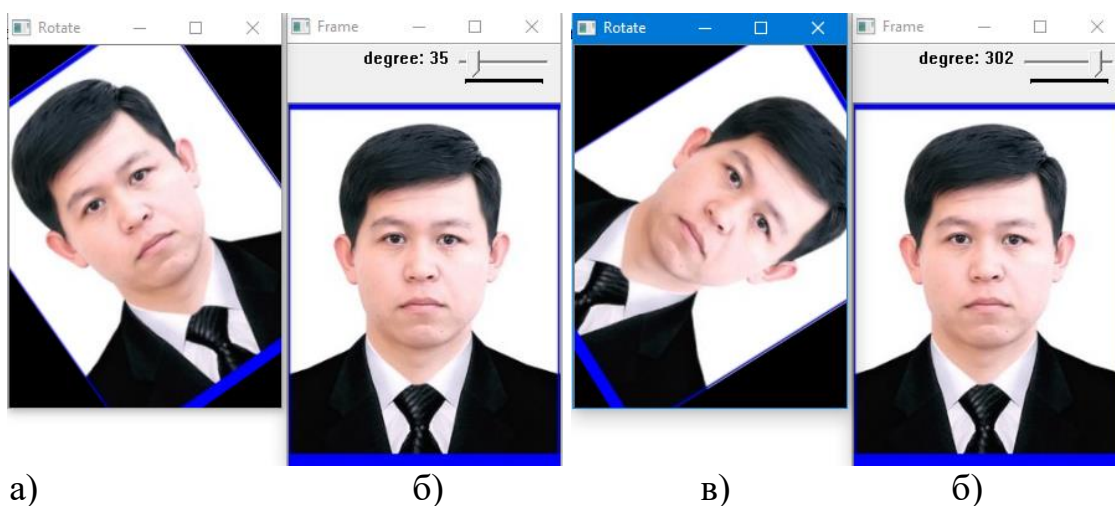 Rotate
Frame
Rotate
Frame
degree: 35
degree: 302
а)
б)
в)
б)